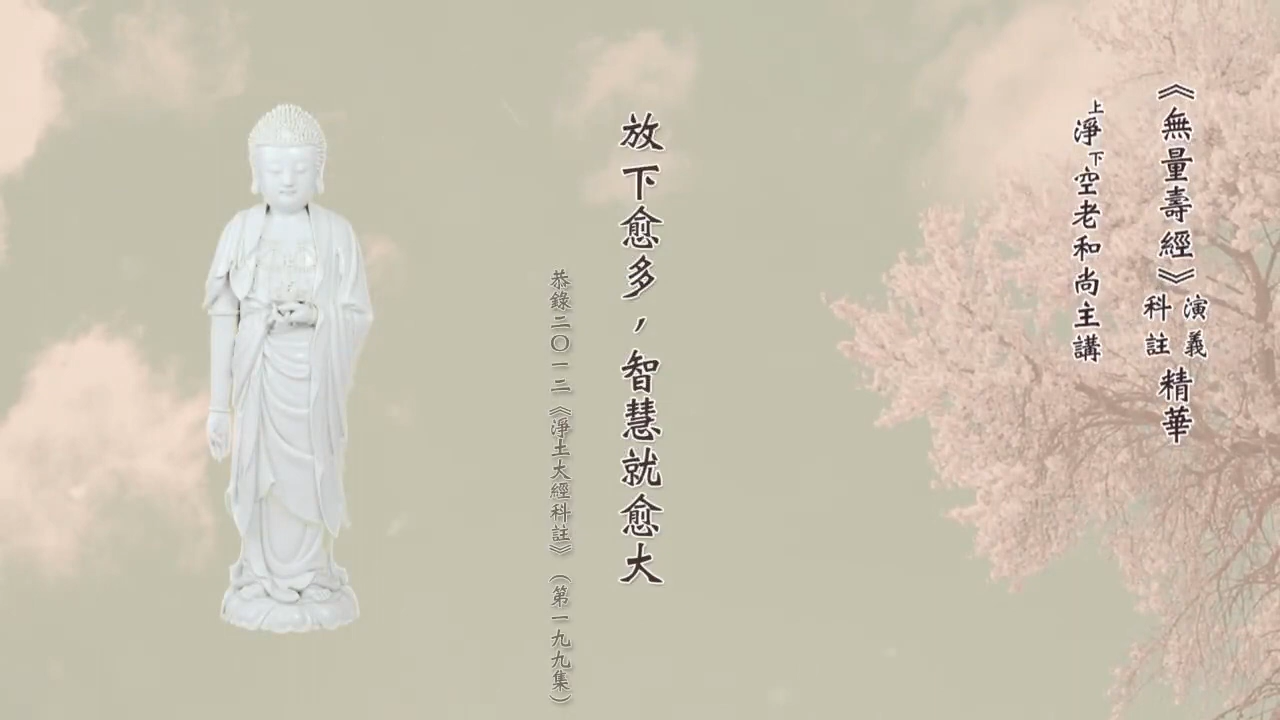 《無量壽經》科註演義精華
上淨下空老和尚主講
放下愈多，智慧就愈大
恭錄二〇一二《淨土大經科註》（第一九九集）